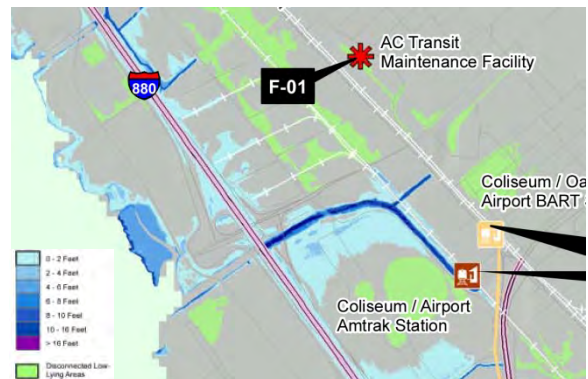 AC Transit
Maintenance Facility
F-01
880
Coliseum / Oa
Airport BART
Coliseum / Airport
Amtrak Station
0 - 2 Feet
2 - 4 Feet
4 - 6 Feet
6 - 8 Feet
8 - 10 Feet
10 - 16 Feet
> 16 Feet
Disconnected Low-
Lying Areas